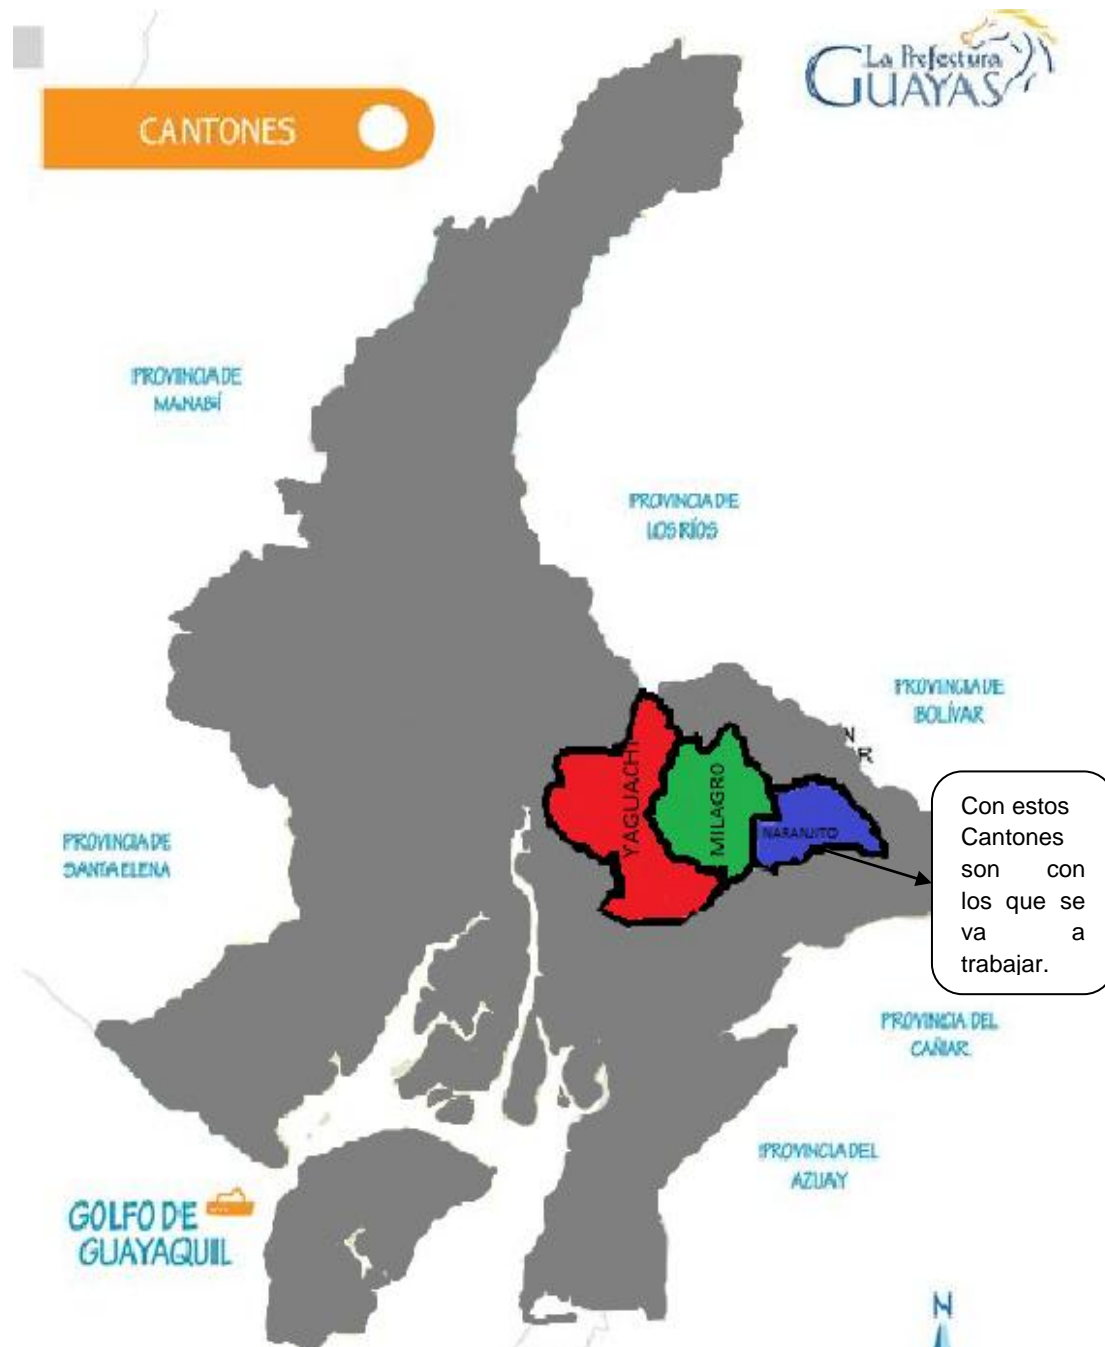 La Prefectura
GUAYAS
CANTONES
PROVINCIA DE
MANABÍ
PROVINCIA DE
LOS RÍOS
PROVINCIA DE
BOLÍVAR
N
R
YAGUACHI
MILAGRO
NARANJITO
Con estos
Cantones
son con
los que se
va a
trabajar.
PROVINCIA DE
SANTA ELENA
PROVINCIA DEL
CAÑAR
PROVINCIA DEL
AZUAY
GOLFO DE
GUAYAQUIL
N